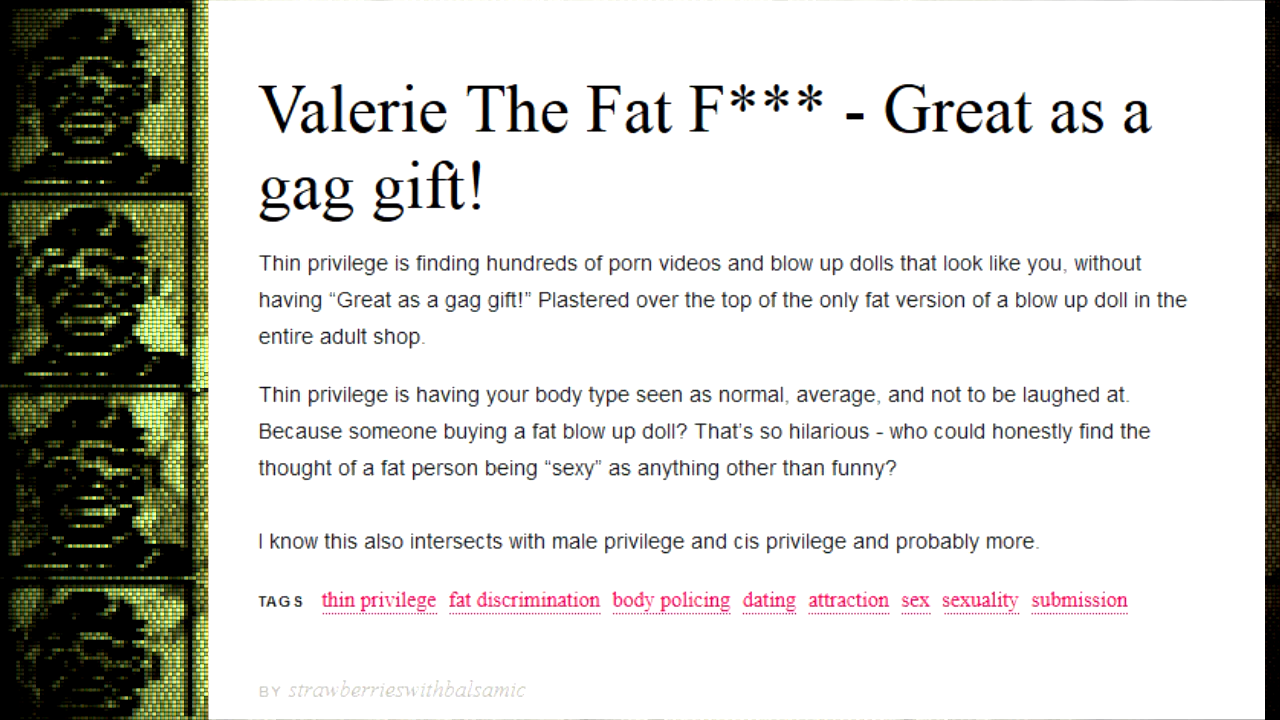 Valerie The Fat F*** - Great as a
gag gift!
Thin privilege is finding hundreds of porn videos and blow up dolls that look like you, without
having “Great as a gag gift!” Plastered over the top of the only fat version of a blow up doll in the
entire adult shop.
Thin privilege is having your body type seen as normal, average, and not to be laughed at.
Because someone buying a fat blow up doll? That’s so hilarious - who could honestly find the
thought of a fat person being “sexy” as anything other than funny?
I know this also intersects with male privilege and cis privilege and probably more.
TAGS thin privilege fat discrimination body policing dating attraction sex sexuality submission
BY strawberrieswithbalsamic